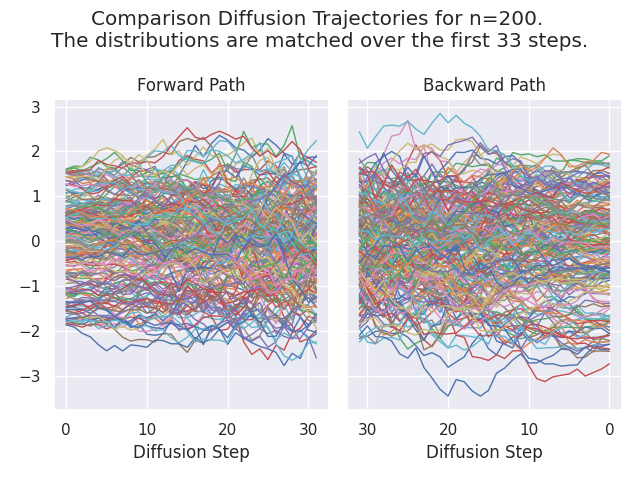 Comparison Diffusion Trajectories for n=200.
The distributions are matched over the first 33 steps.
Forward Path
Backward Path
3
2
1
0
−1
−2
−3
0 10 20 30
30 20 10 0
Diffusion Step
Diffusion Step